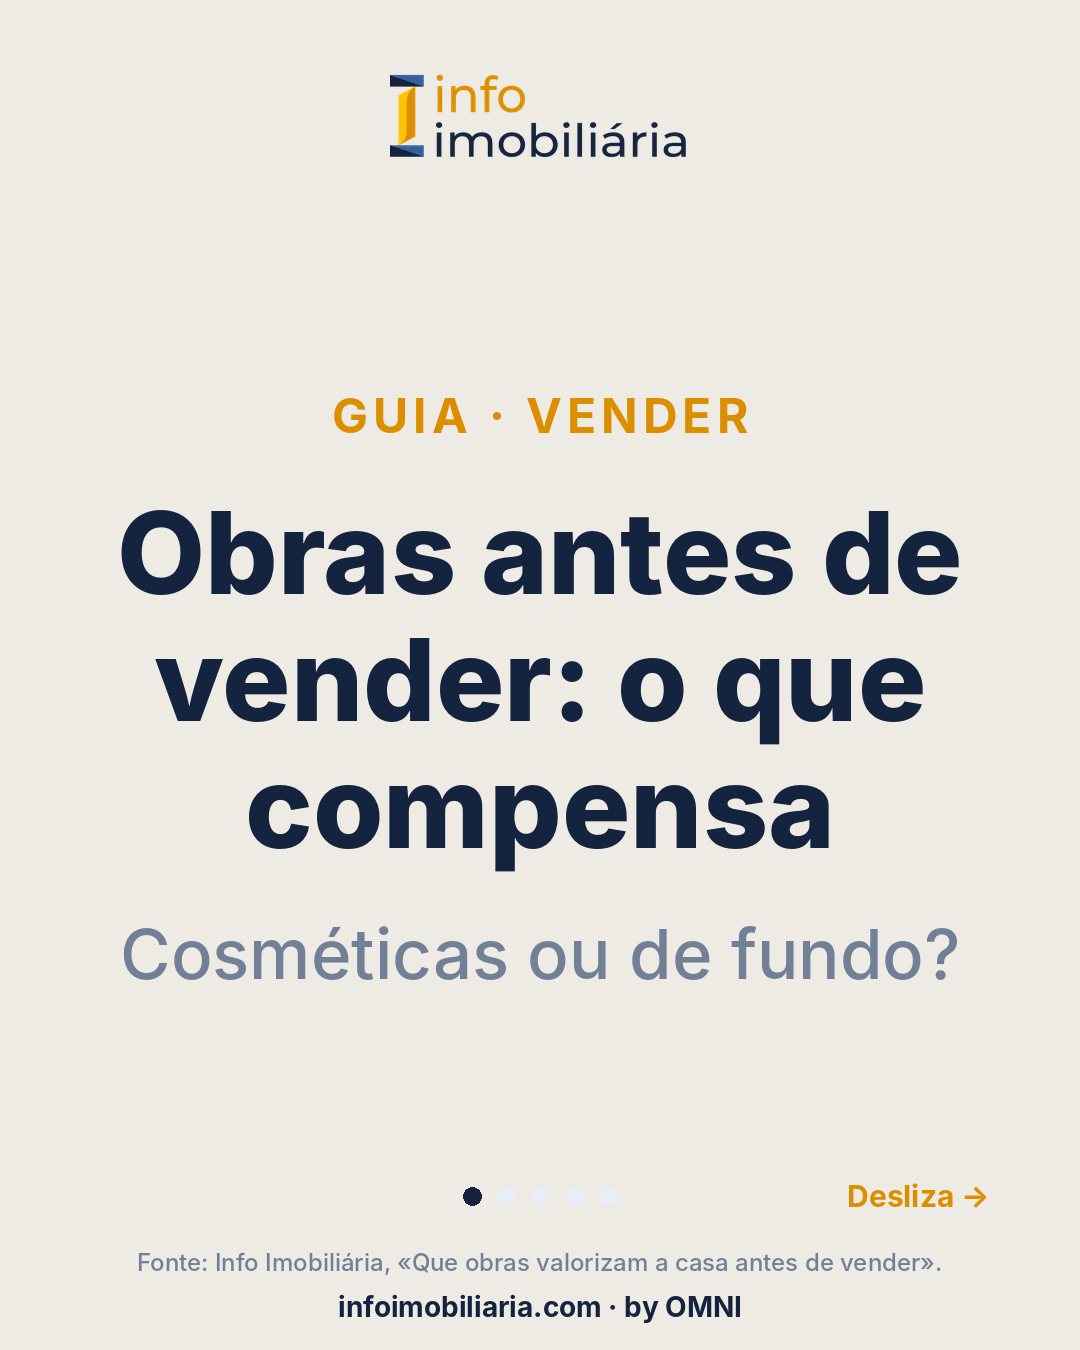 info
imobiliária
GUIA · VENDER
Obras antes de
vender: o que
compensa
Cosméticas ou de fundo?
Desliza →
Fonte: Info Imobiliária, «Que obras valorizam a casa antes de vender».
infoimobiliaria.com · by OMNI